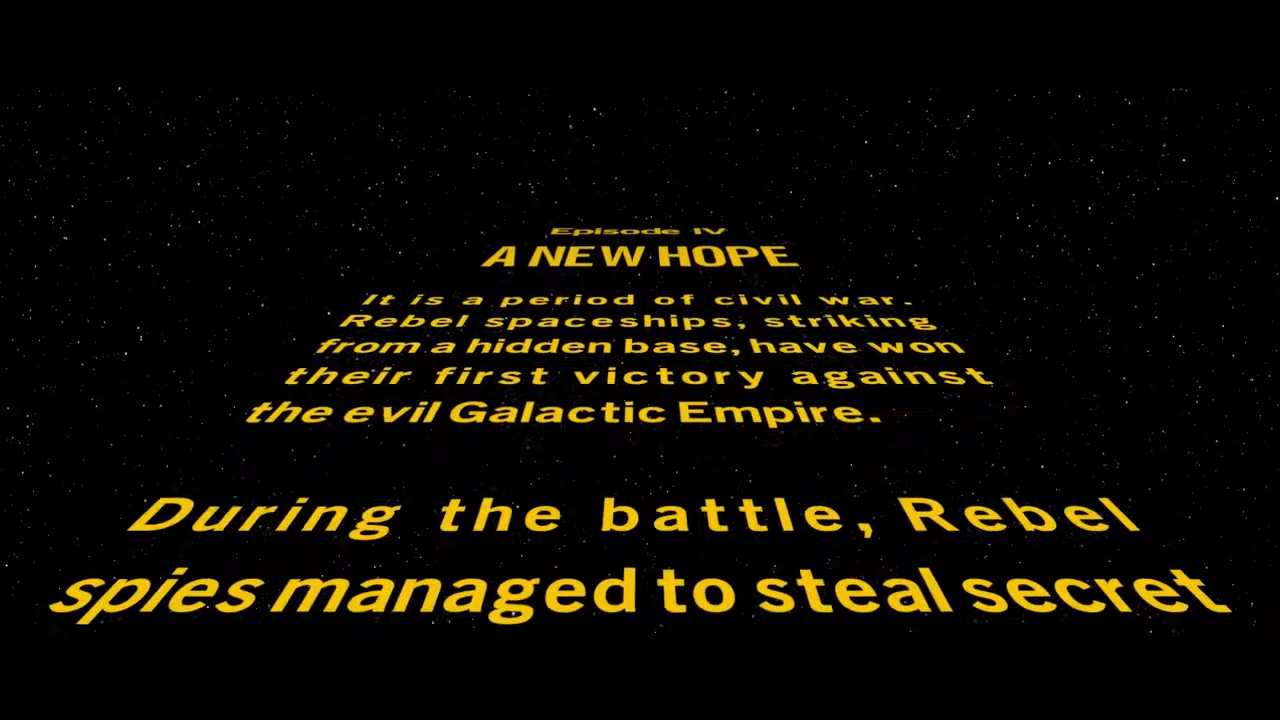 Episode IV
A NEW HOPE
It is a period of civil war.
Rebel spaceships, striking
from a hidden base, have won
their first victory against
the evil Galactic Empire.
During the battle, Rebel
spies managed to steal secret